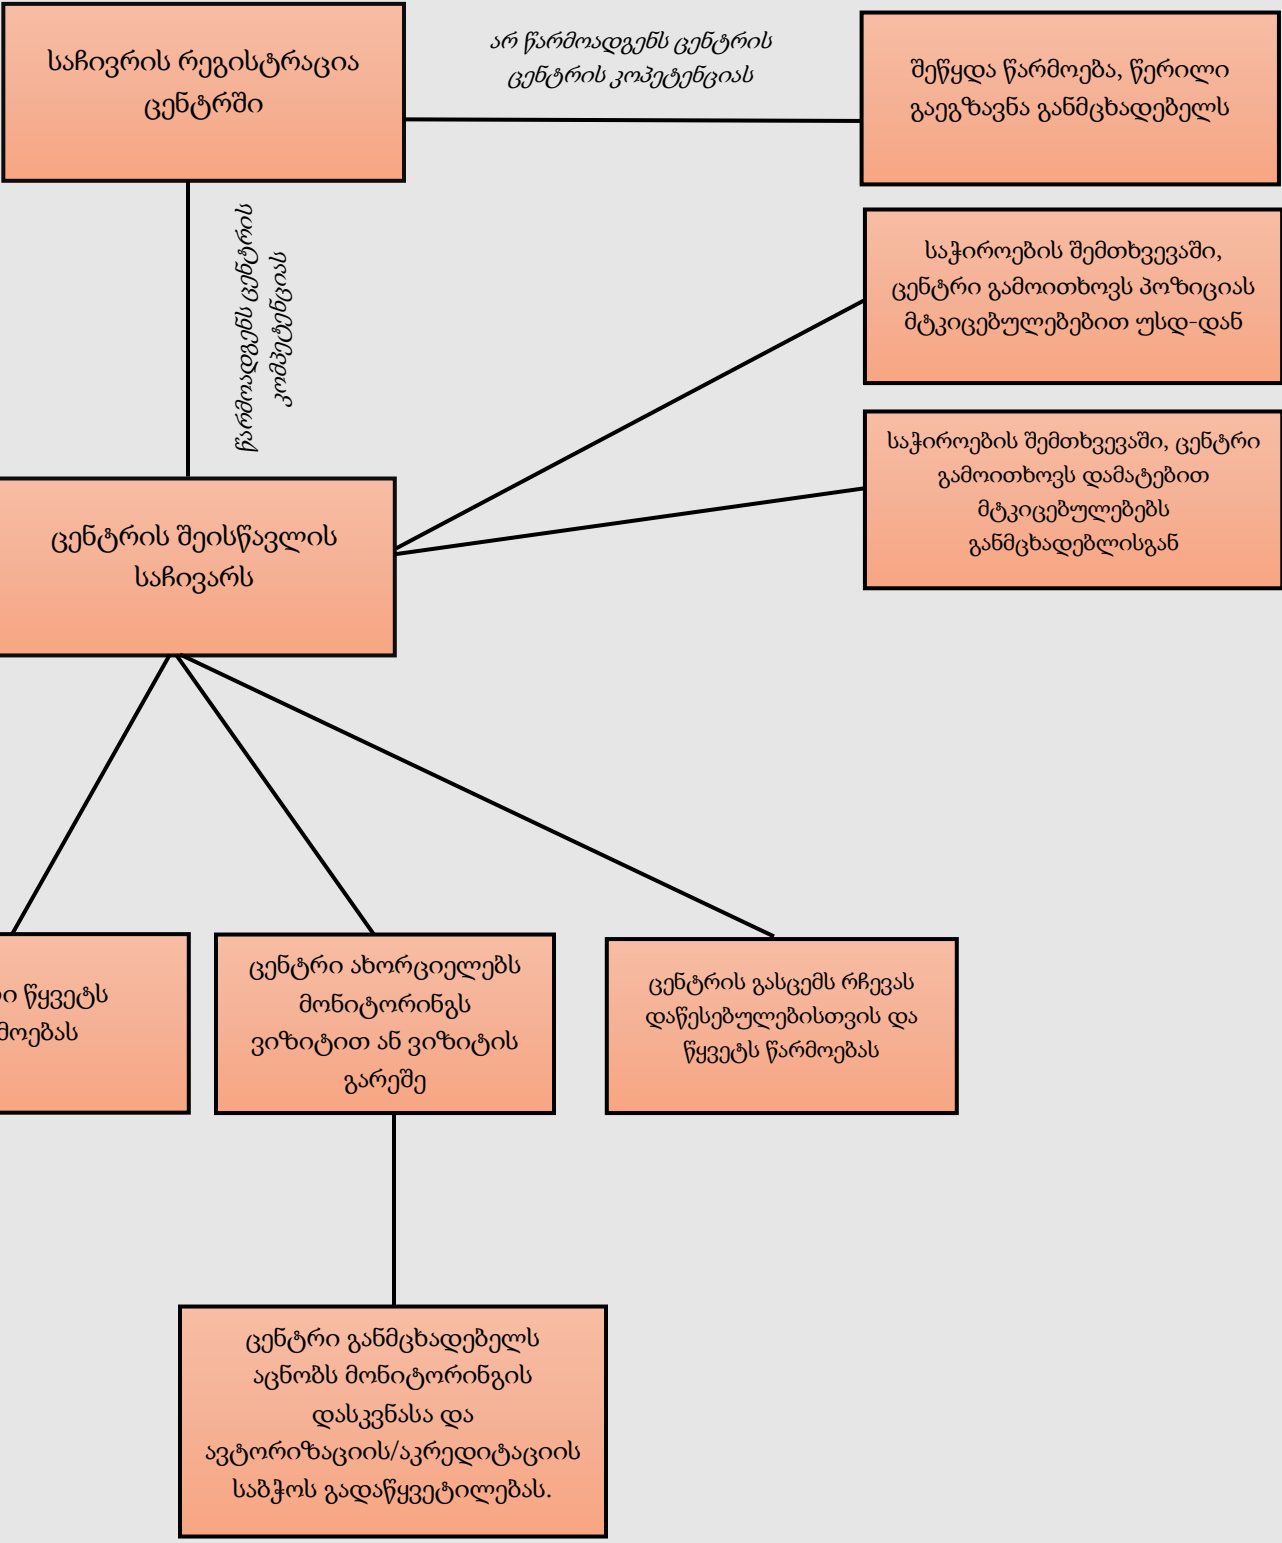 საჩივრის რეგისტრაცია
ცენტრში
არ წარმოადგენს ცენტრის
ცენტრის კოპეტენციას
შეწყდა წარმოება, წერილი
გაეგზავნა განმცხადებელს
წარმოადგენს ცენტრის
კომპეტენციას
საჭიროების შემთხვევაში,
ცენტრი გამოითხოვს პოზიციას
მტკიცებულებებით უსდ-დან
საჭიროების შემთხვევაში, ცენტრი
გამოითხოვს დამატებით
მტკიცებულებებს
განმცხადებლისგან
ცენტრის შეისწავლის
საჩივარს
წყვეტს
ცენტრი ახორციელებს
მონიტორინგს
ვიზიტით ან ვიზიტის
გარეშე
ცენტრის გასცემს რჩევას
დაწესებულებისთვის და
წყვეტს წარმოებას
ცენტრი განმცხადებელს
აცნობს მონიტორინგის
დასკვნასა და
ავტორიზაციის/აკრედიტაციის
საბჭოს გადაწყვეტილებას.